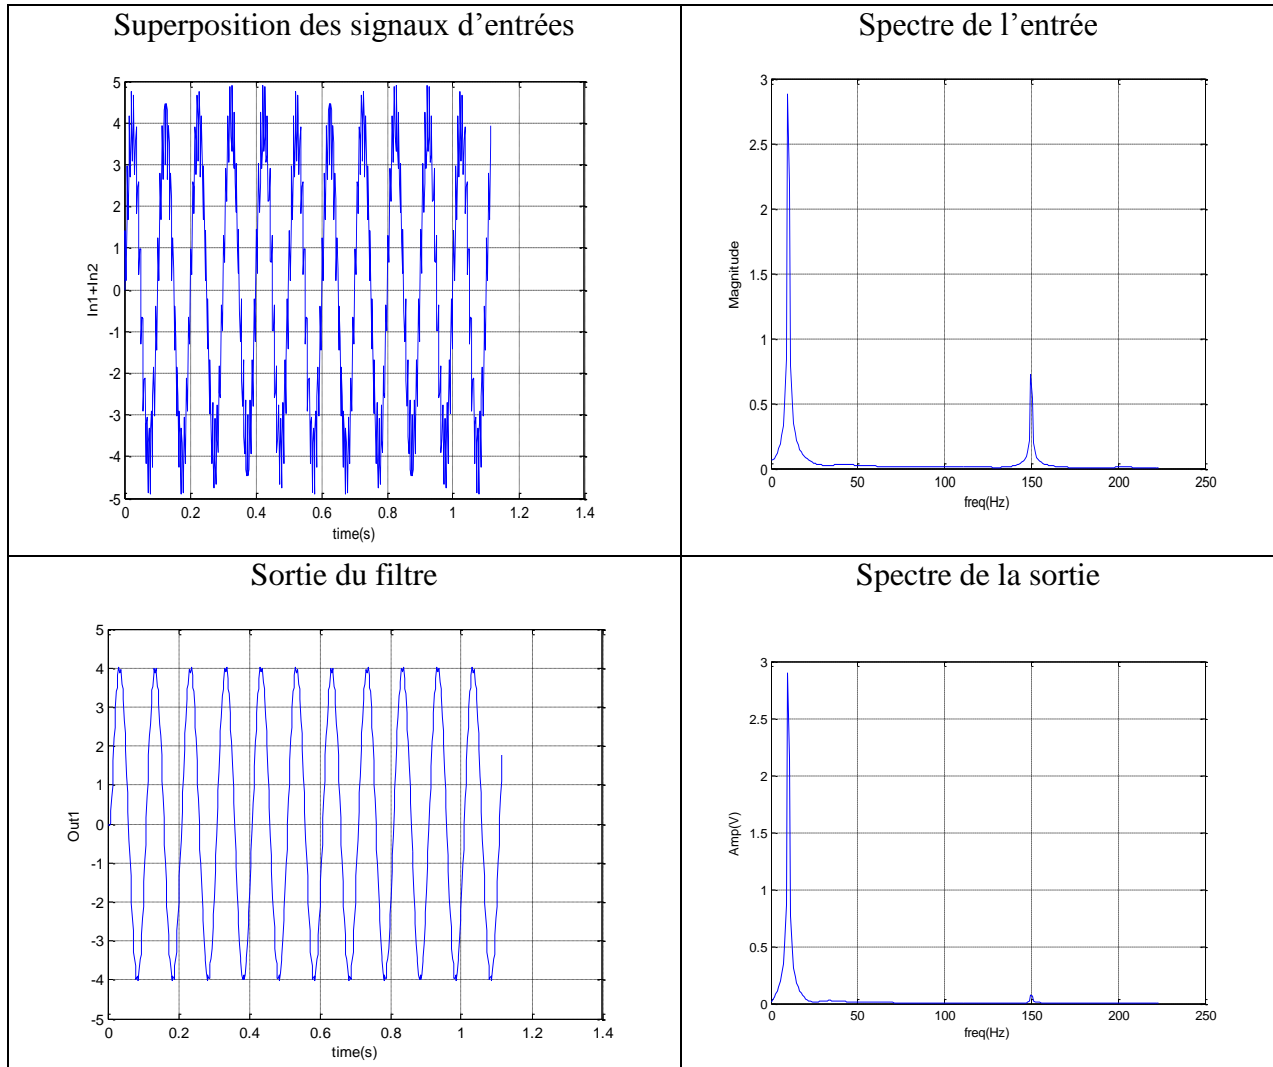 Superposition des signaux d'entrées
5
4
3
2
1
0
-1
-2
-3
-4
-5
In1+In2
0 0.2 0.4 0.6 0.8 1 1.2 1.4
time(s)
Spectre de l'entrée
3
2.5
2
1.5
1
0.5
0
Magnitude
0 50 100 150 200 250
freq(Hz)
Sortie du filtre
5
4
3
2
1
0
-1
-2
-3
-4
-5
Out1
0 0.2 0.4 0.6 0.8 1 1.2 1.4
time(s)
Spectre de la sortie
3
2.5
2
1.5
1
0.5
0
Amp(V)
0 50 100 150 200 250
freq(Hz)